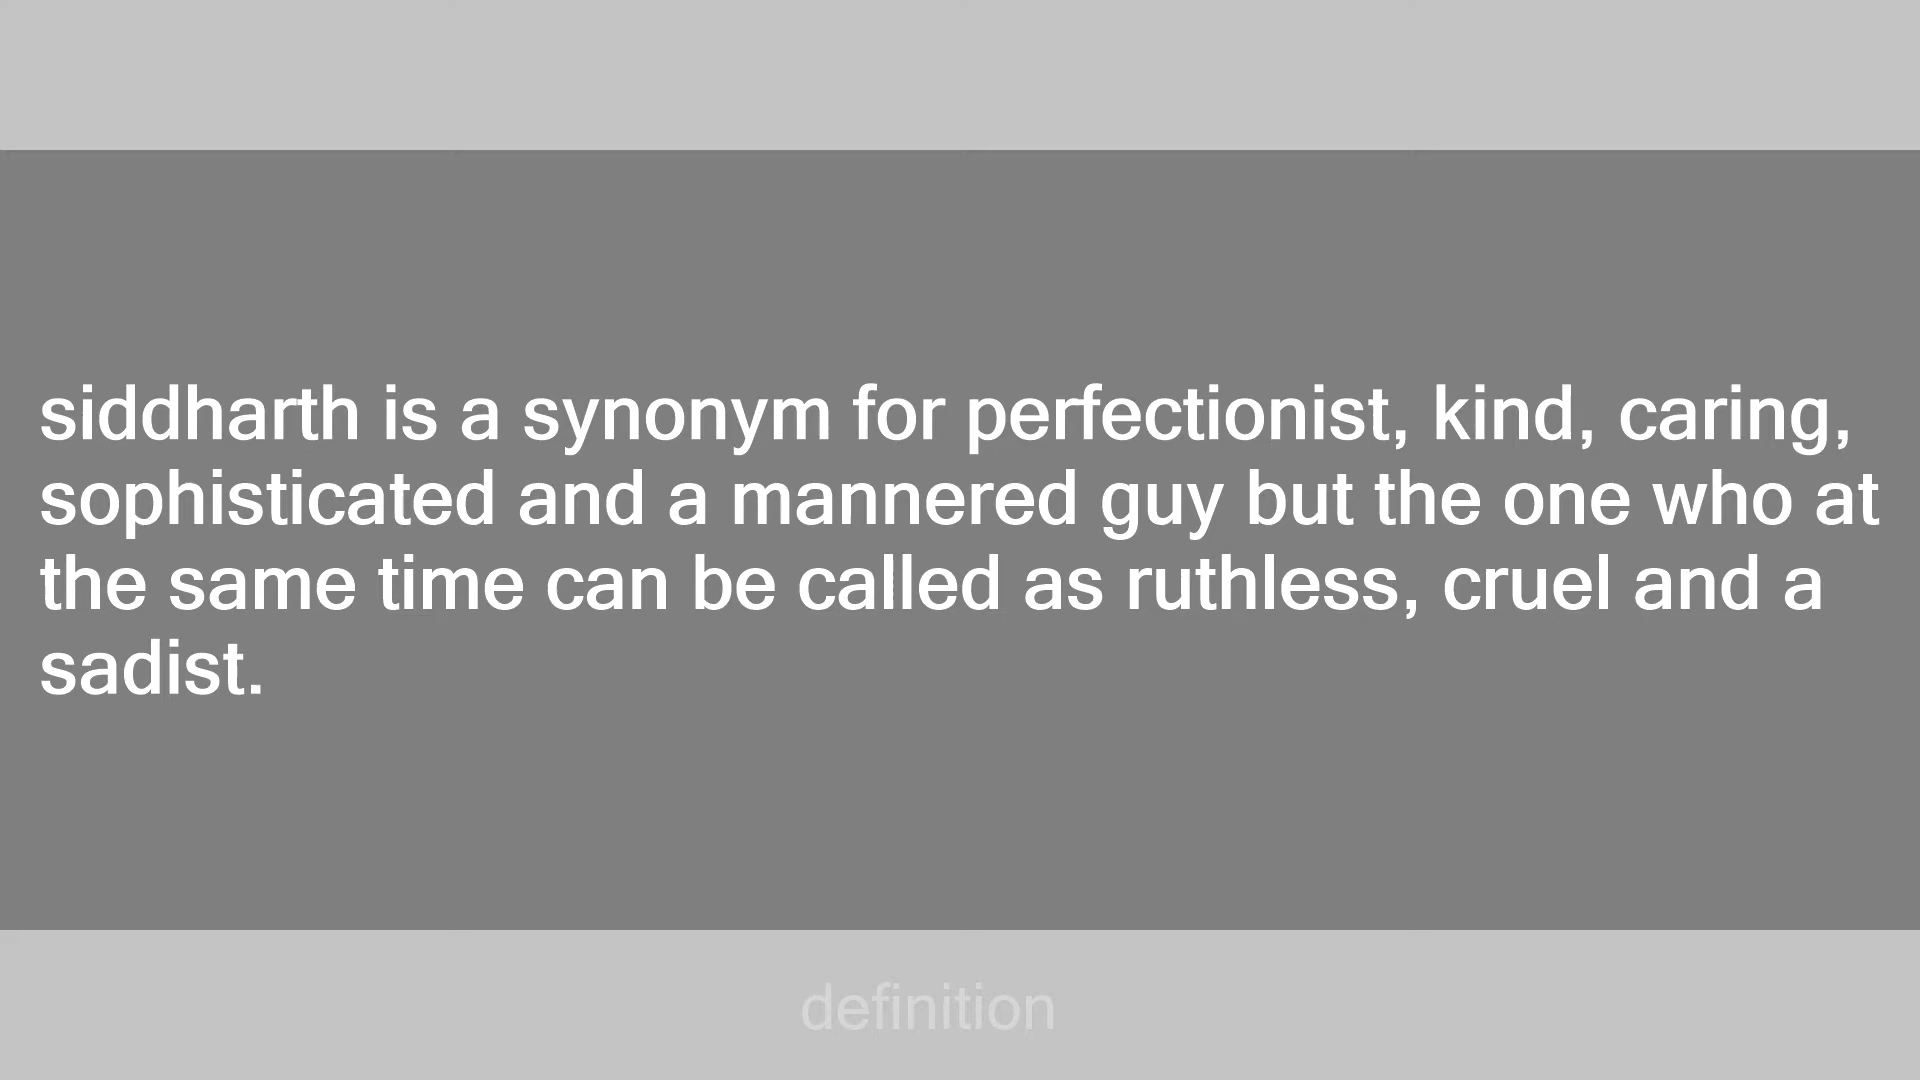 siddharth is a synonym for perfectionist, kind, caring,
sophisticated and a mannered guy but the one who at
the same time can be called as ruthless, cruel and a
sadist.
definition